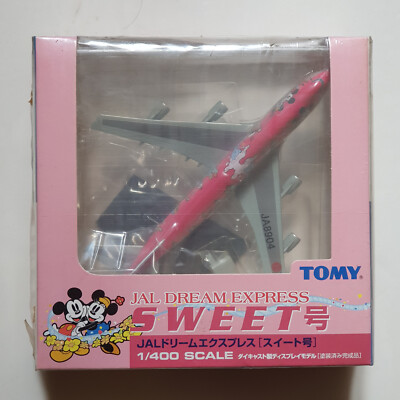 JA8904
TOMY
JAL DREAM EXPRESS
SWEET号
JALドリームエクスプレス［スイート号］
1/400 SCALE ダイキャスト製ディスプレイモデル［塗装済み完成品］